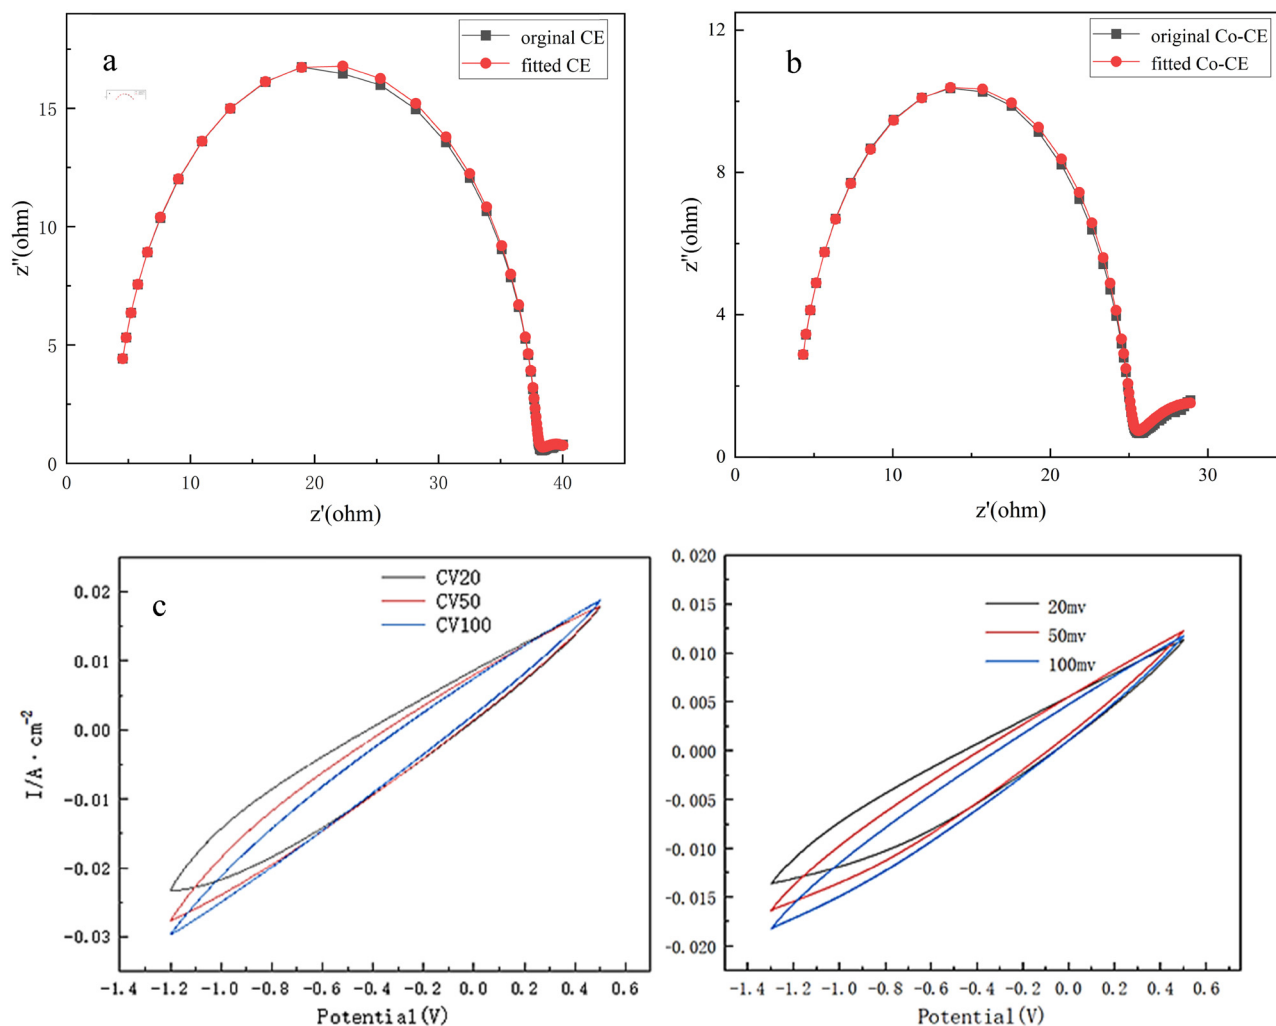 a
orginal CE
fitted CE
15
10
5
0
0 10 20 30 40
z''(ohm)
z'(ohm)
b
original Co-CE
fitted Co-CE
12
8
4
0
0 10 20 30
z''(ohm)
z'(ohm)
c
CV20
CV50
CV100
0.02
0.01
0.00
-0.01
-0.02
-0.03
-1.4 -1.2 -1.0 -0.8 -0.6 -0.4 -0.2 0.0 0.2 0.4 0.6
I/A·cm-2
Potential(V)
20mv
50mv
100mv
0.020
0.015
0.010
0.005
0.000
-0.005
-0.010
-0.015
-0.020
-1.4 -1.2 -1.0 -0.8 -0.6 -0.4 -0.2 0.0 0.2 0.4 0.6
Potential(V)